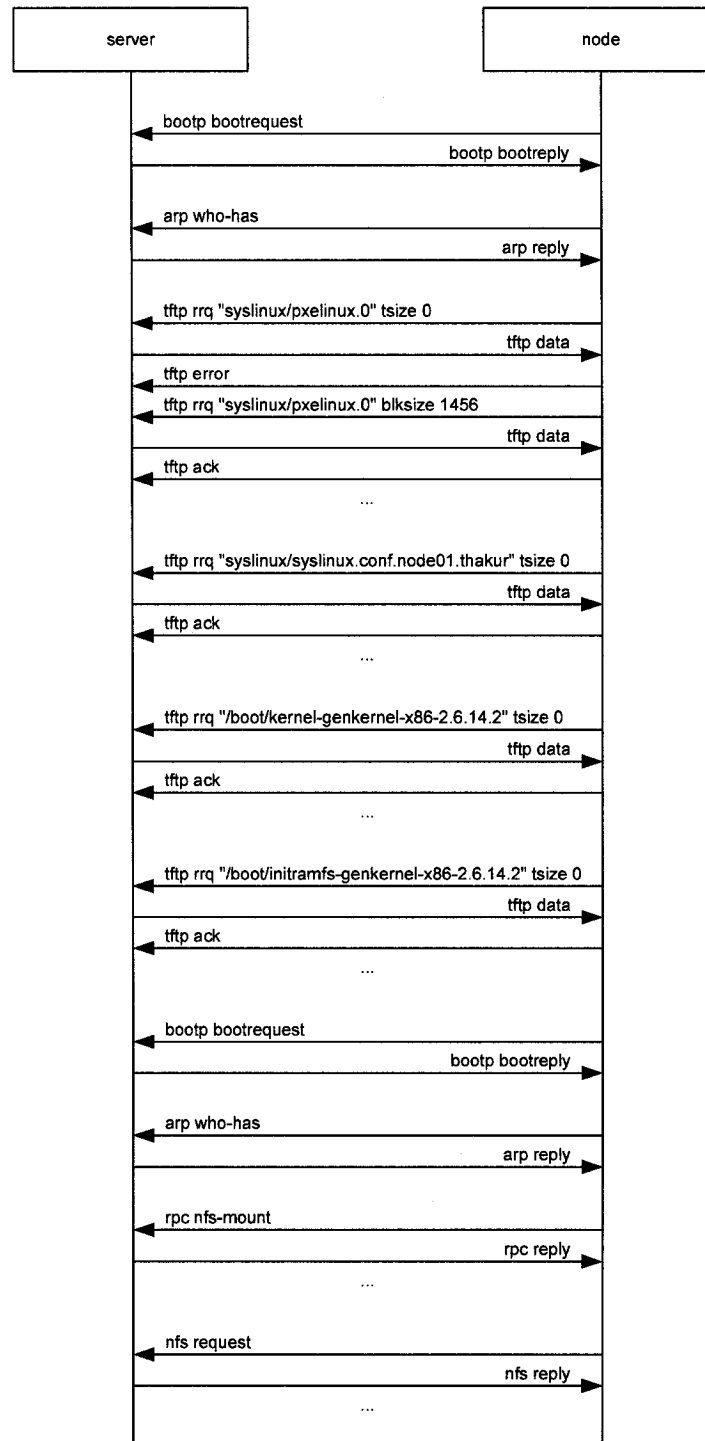 server
node
bootp bootrequest
bootp bootreply
arp who-has
arp reply
tftp rrq "syslinux/pxelinux.0" tsize 0
tftp data
tftp error
tftp rrq "syslinux/pxelinux.0" blksize 1456
tftp data
tftp ack
...
tftp rrq "syslinux/syslinux.conf.node01.thakur" tsize 0
tftp data
tftp ack
...
tftp rrq "/boot/kernel-genkernel-x86-2.6.14.2" tsize 0
tftp data
tftp ack
...
tftp rrq "/boot/initramfs-genkernel-x86-2.6.14.2" tsize 0
tftp data
tftp ack
...
bootp bootrequest
bootp bootreply
arp who-has
arp reply
rpc nfs-mount
rpc reply
...
nfs request
nfs reply
...